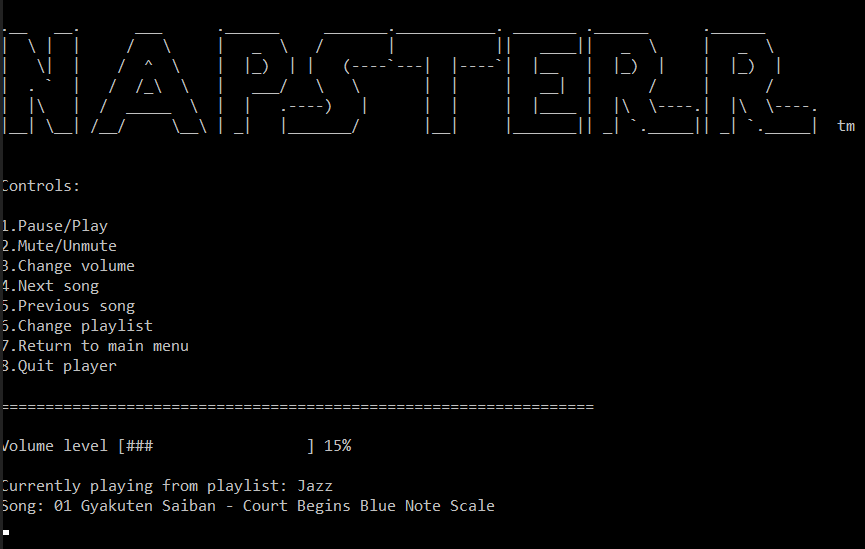 NAPSTERR tm
Controls:
1.Pause/Play
2.Mute/Unmute
3.Change volume
4.Next song
5.Previous song
6.Change playlist
7.Return to main menu
8.Quit player
==================================================================
Volume level [###                 ] 15%
Currently playing from playlist: Jazz
Song: 01 Gyakuten Saiban - Court Begins Blue Note Scale